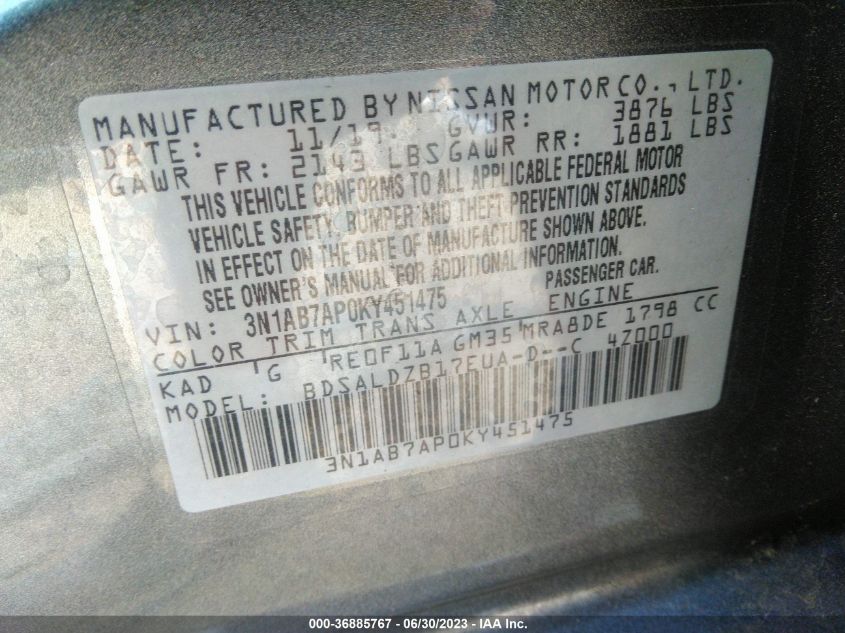 MANUFACTURED BY NISSAN MOTOR CO., LTD.
DATE: 11/19. GVWR: 3876 LBS
GAWR FR: 2143 LBS GAWR RR: 1881 LBS
THIS VEHICLE CONFORMS TO ALL APPLICABLE FEDERAL MOTOR
VEHICLE SAFETY, BUMPER AND THEFT PREVENTION STANDARDS
IN EFFECT ON THE DATE OF MANUFACTURE SHOWN ABOVE.
SEE OWNER'S MANUAL FOR ADDITIONAL INFORMATION.
PASSENGER CAR.
VIN: 3N1AB7AP0KY451475
COLOR TRIM TRANS AXLE ENGINE
KAD G RE0F11A GM35 MRA8DE 1798 CC
MODEL: BDSALDZB17EUA-D--C 4Z000
3N1AB7AP0KY451475
000-36885767 - 06/30/2023 - © IAA Inc.